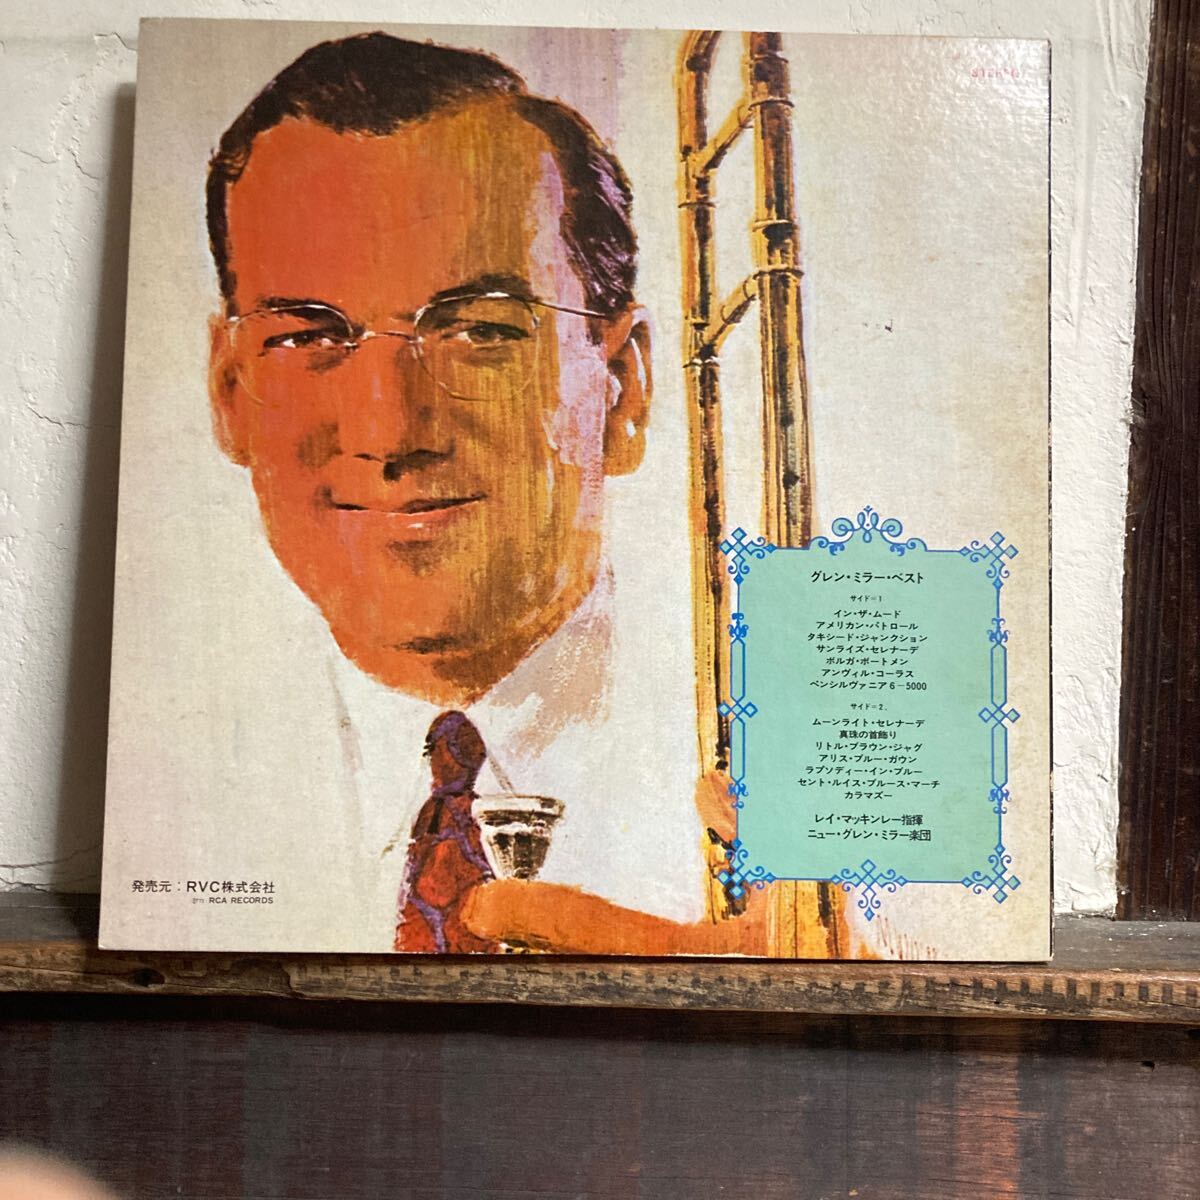 STEREO
グレン・ミラー・ベスト
サイド=1
イン・ザ・ムード
アメリカン・パトロール
タキシード・ジャンクション
サンライズ・セレナーデ
ボルガ・ボートメン
アンヴィル・コーラス
ペンシルヴァニア6-5000
サイド=2
ムーンライト・セレナーデ
真珠の首飾り
リトル・ブラウン・ジャグ
アリス・ブルー・ガウン
ラプソディー・イン・ブルー
セント・ルイス・ブルース・マーチ
カラマズー
レイ・マッキンレー指揮
ニュー・グレン・ミラー楽団
発売元:RVC株式会社
RCA RECORDS